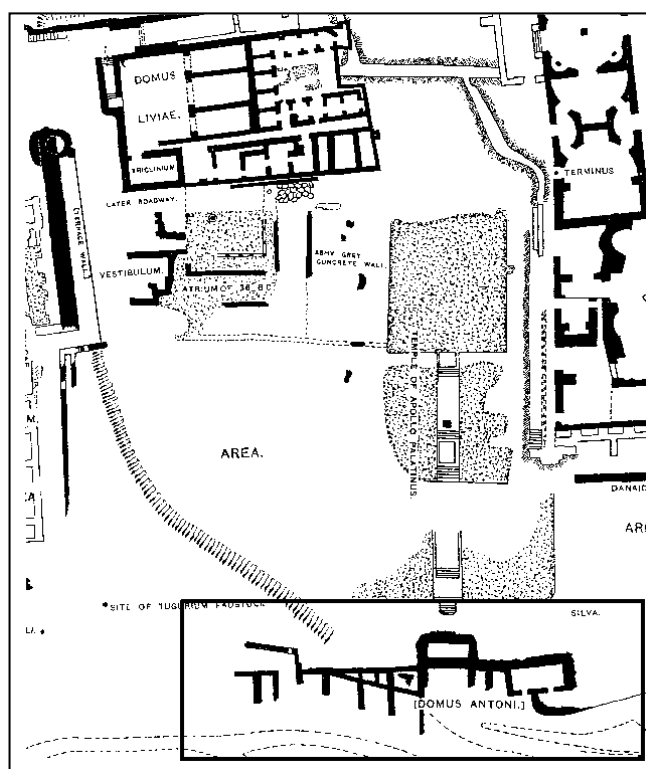 DOMUS
LIVIAE.
TRICLINIUM
TERMINUS
LATER ROADWAY.
TERRACE WALL
VESTIBULUM.
ATRIUM OF 36 B.C.
ASHY GREY
CONCRETE WALL.
TEMPLE OF APOLLO PALATINUS.
M.
AREA.
DANAID
SITE OF TUGURIUM FAUSTULI
SILVA.
LI.
[DOMUS ANTONI.]